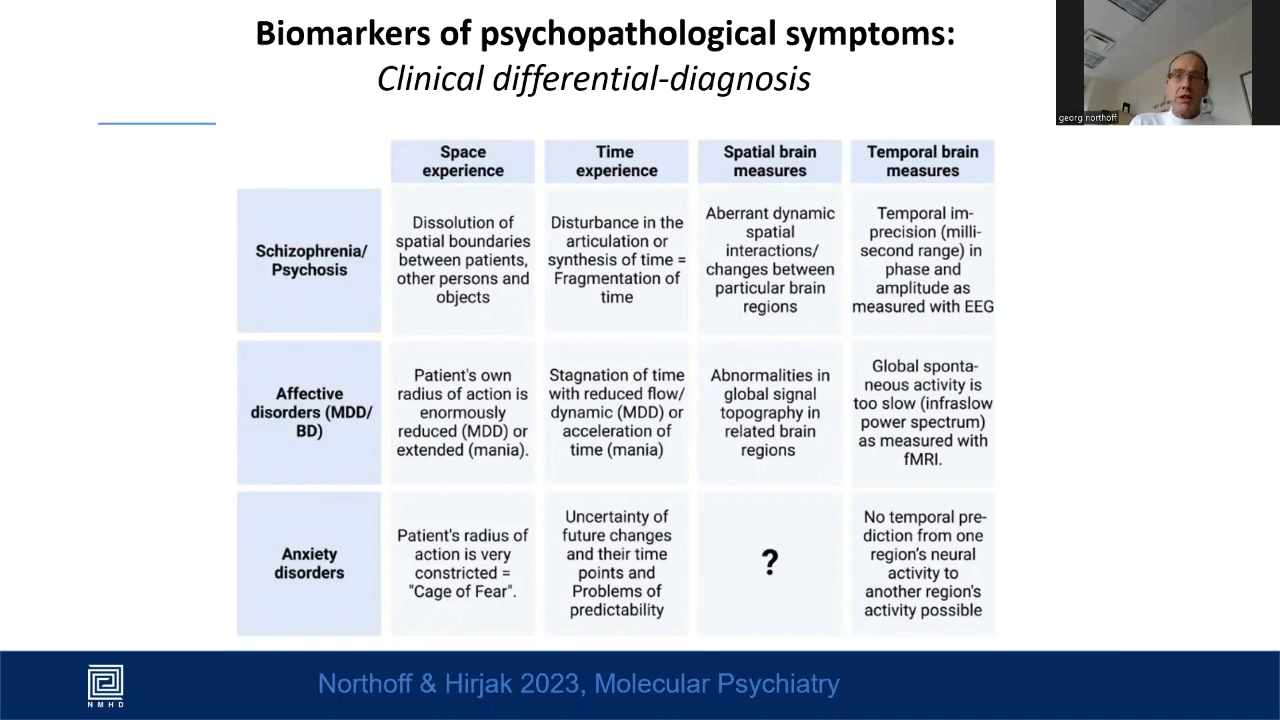 Biomarkers of psychopathological symptoms:
Clinical differential-diagnosis
georg northoff
Space
experience
Time
experience
Spatial brain
measures
Temporal brain
measures
Schizophrenia/
Psychosis
Dissolution of
spatial boundaries
between patients,
other persons and
objects
Disturbance in the
articulation or
synthesis of time =
Fragmentation of
time
Aberrant dynamic
spatial
interactions/
changes between
particular brain
regions
Temporal im-
precision (milli-
second range) in
phase and
amplitude as
measured with EEG
Affective
disorders (MDD/
BD)
Patient's own
radius of action is
enormously
reduced (MDD) or
extended (mania).
Stagnation of time
with reduced flow/
dynamic (MDD) or
acceleration of
time (mania)
Abnormalities in
global signal
topography in
related brain
regions
Global sponta-
neous activity is
too slow (infraslow
power spectrum)
as measured with
fMRI.
Anxiety
disorders
Patient's radius of
action is very
constricted =
"Cage of Fear".
Uncertainty of
future changes
and their time
points and
Problems of
predictability
?
No temporal pre-
diction from one
region's neural
activity to
another region's
activity possible
NMHD
Northoff & Hirjak 2023, Molecular Psychiatry